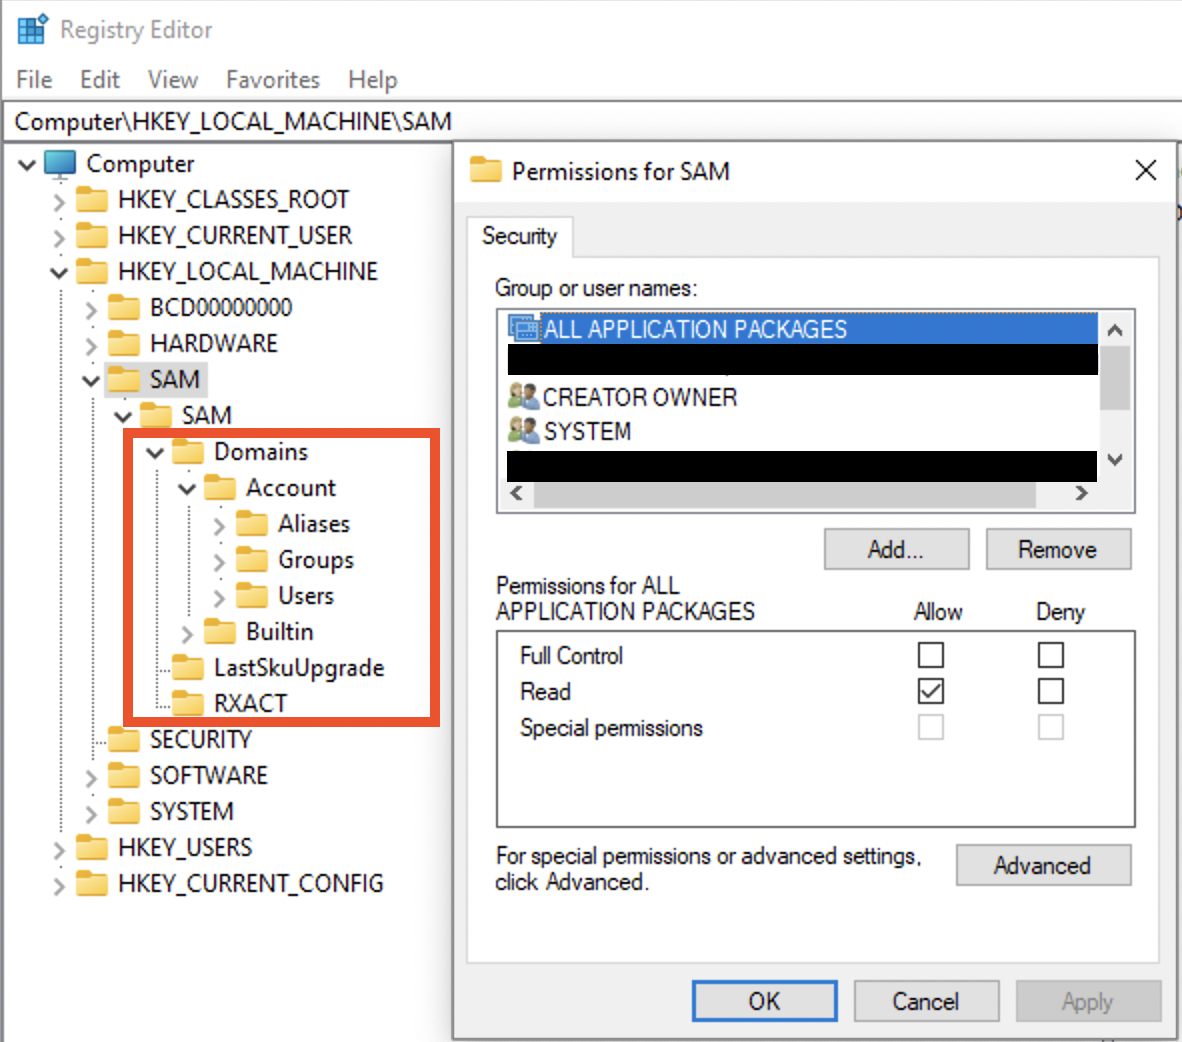 Registry Editor
File Edit View Favorites Help
Computer\HKEY_LOCAL_MACHINE\SAM
Computer
HKEY_CLASSES_ROOT
HKEY_CURRENT_USER
HKEY_LOCAL_MACHINE
BCD00000000
HARDWARE
SAM
SAM
Domains
Account
Aliases
Groups
Users
Builtin
LastSkuUpgrade
RXACT
SECURITY
SOFTWARE
SYSTEM
HKEY_USERS
HKEY_CURRENT_CONFIG
Permissions for SAM
Security
Group or user names:
ALL APPLICATION PACKAGES
CREATOR OWNER
SYSTEM
Add...
Remove
Permissions for ALL
APPLICATION PACKAGES
Allow Deny
Full Control
Read
Special permissions
For special permissions or advanced settings,
click Advanced.
Advanced
OK
Cancel
Apply